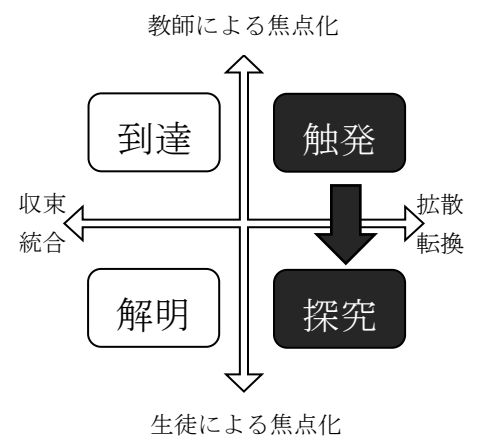 教師による焦点化
到達
触発
収束
統合
拡散
転換
解明
探究
生徒による焦点化